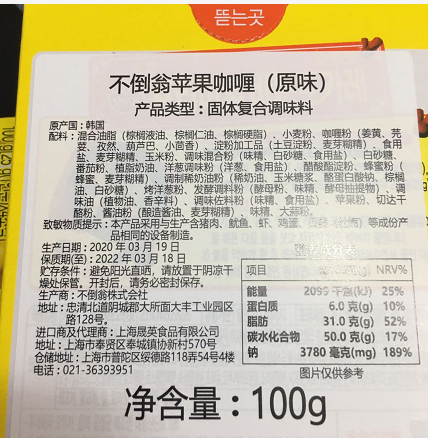 뜯는곳
不倒翁苹果咖喱（原味）
产品类型：固体复合调味料
原产国：韩国
配料：混合油脂（棕榈液油、棕榈仁油、棕榈硬脂）、小麦粉、咖喱粉（姜黄、芫
荽、孜然、葫芦巴、小茴香）、淀粉加工品（土豆淀粉、麦芽糊精）、食用
盐、麦芽糊精、玉米粉、调味混合粉（味精、白砂糖、食用盐）、白砂糖、
番茄粉、植脂奶油、洋葱调味粉（洋葱、食用盐）、醋酸酯淀粉、蜂蜜粉（
蜂蜜、麦芽糊精）、调制稀奶油粉（稀奶油、玉米糖浆、酪蛋白酸钠、棕榈
油、白砂糖）、烤洋葱粉、发酵调料粉（酵母粉、味精、酵母抽提物）、调
味油（植物油、香辛料）、调味佐料粉（味精、食用盐）、苹果粉、切达干
酪粉、酱油粉（酿造酱油、麦芽糊精）、味精、大蒜粉。
致敏物质提示：本产品采用与生产含猪肉、鱿鱼、虾、鸡蛋、等成份产
品相同的设备制造。
生产日期：2020 年 03 月 19 日
保质期(至)：2022 年 03 月 18 日
贮存条件：避免阳光直晒，请放置于阴凉干
燥处保管。开封后，请务必密封保存。
生产商：不倒翁株式会社
地址：忠清北道阴城郡大所面大丰工业园区
路128号。
进口商及代理商：上海晟英食品有限公司
地址：上海市奉贤区奉城镇协新村570号
仓储地址：上海市普陀区绥德路118弄54号4楼
电话：021-36393951
项目 NRV%
能量 2099 千焦(kJ) 25%
蛋白质 6.0 克(g) 10%
脂肪 31.0 克(g) 52%
碳水化合物 50.0 克(g) 17%
钠 3780 毫克(mg) 189%
图片仅供参考
净含量：100g